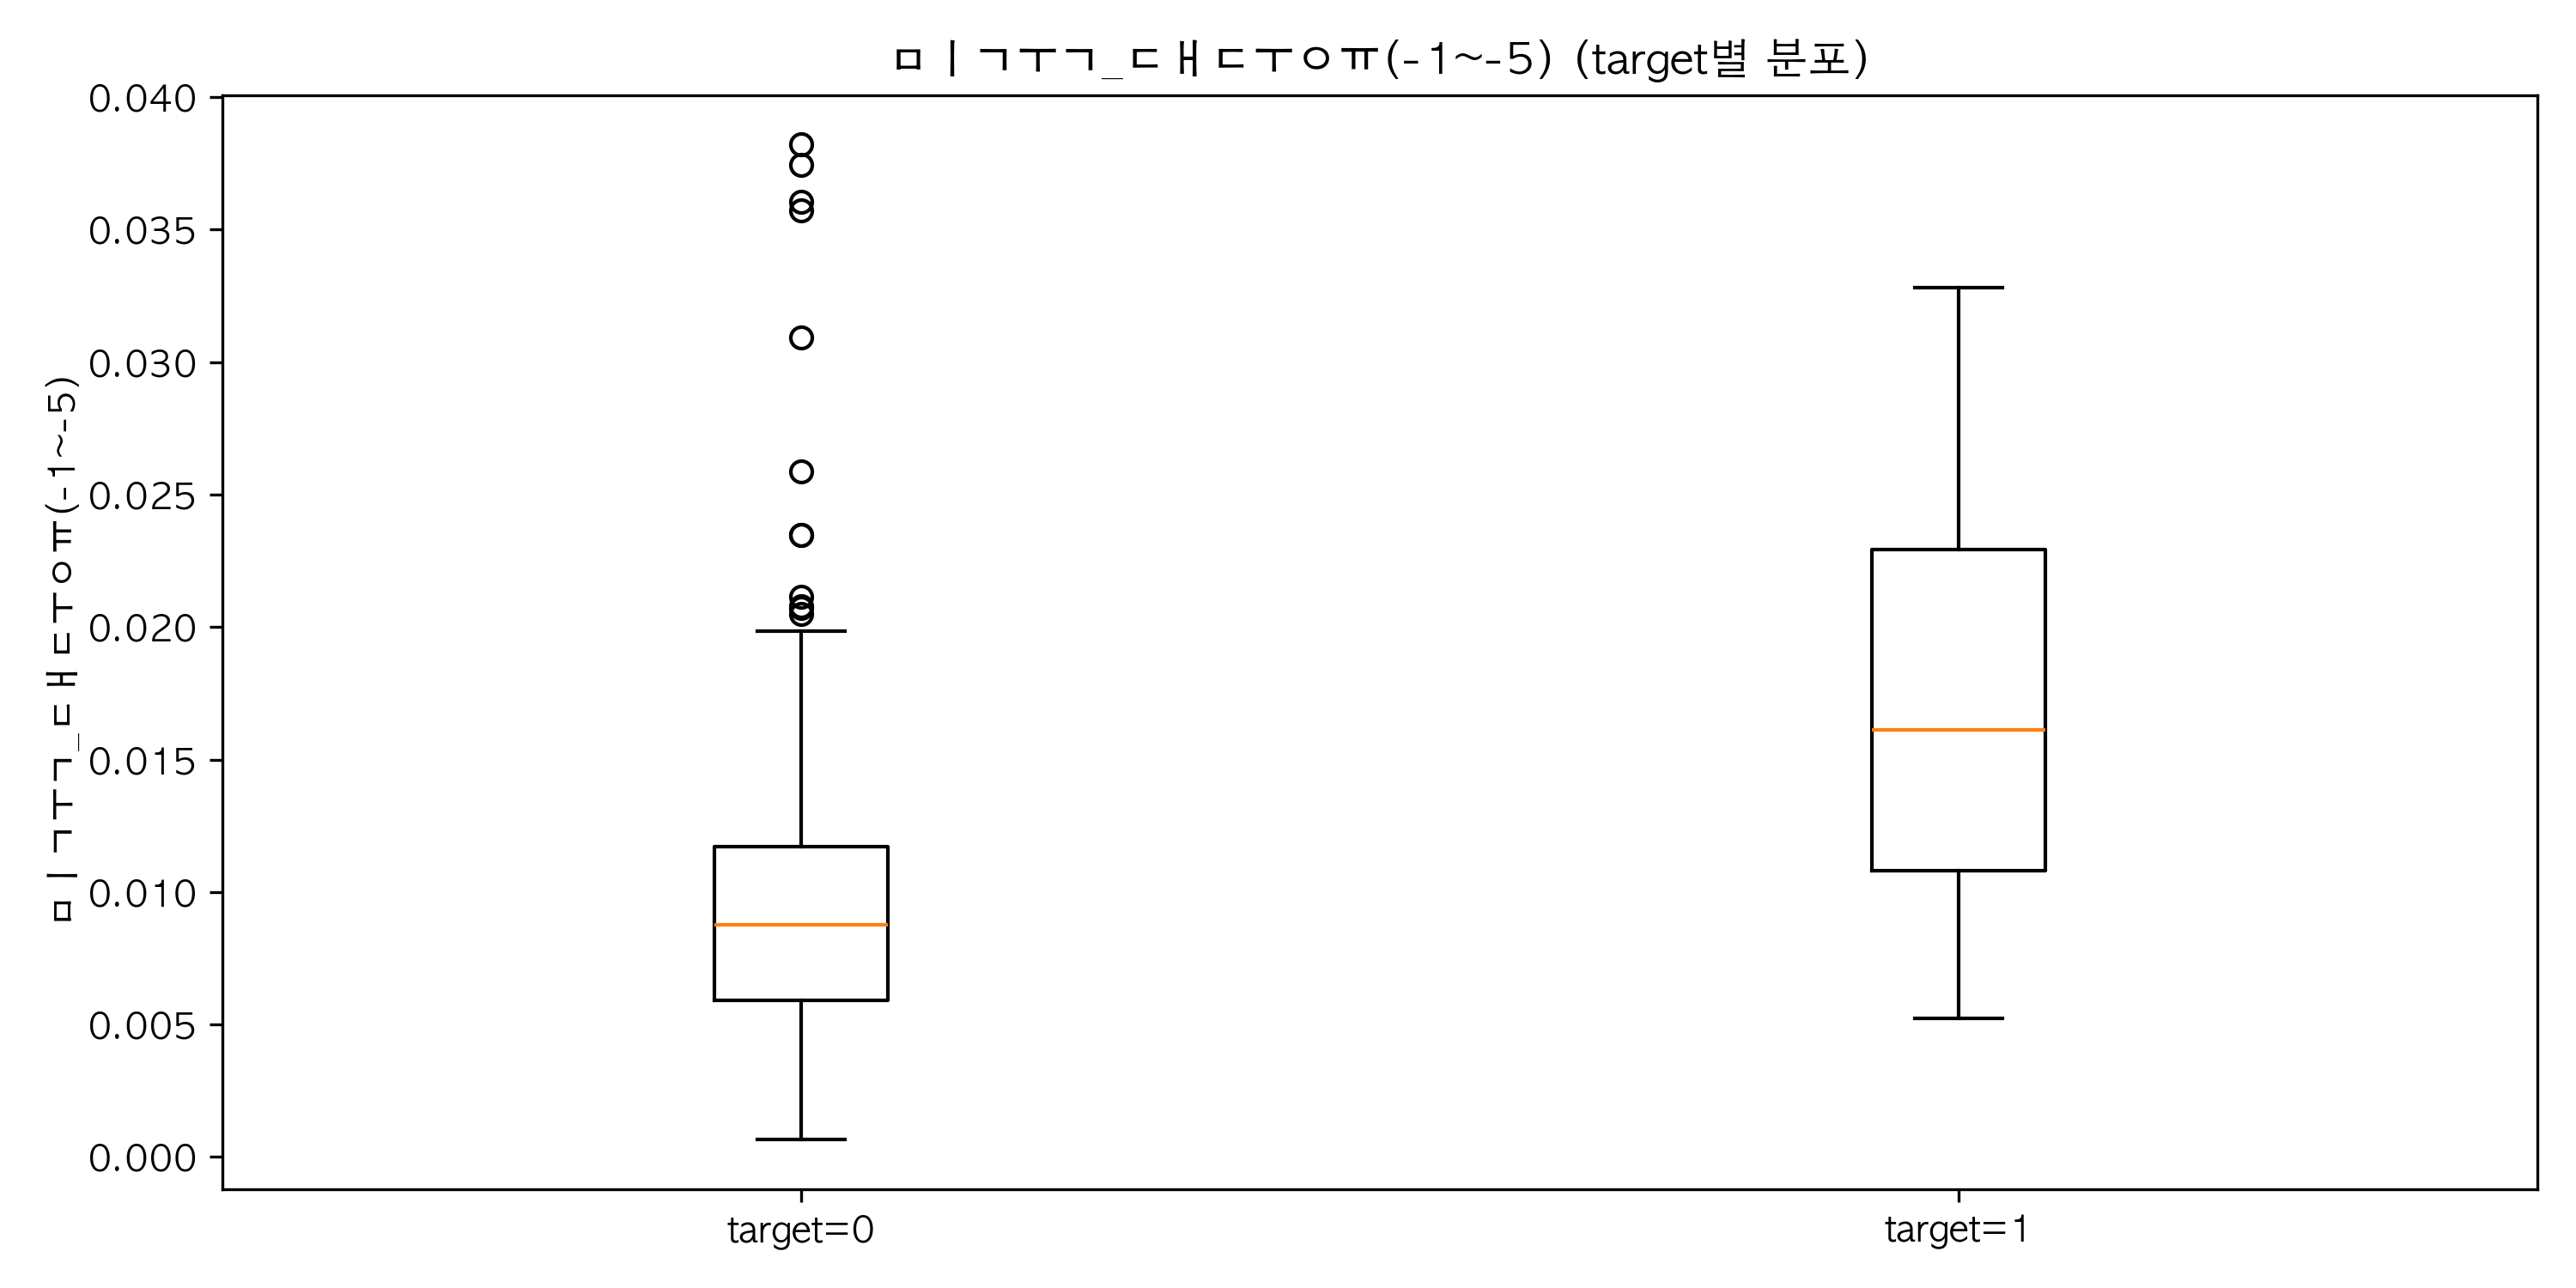 ㅁㅣㄱㅜㄱ_ㄷㅐㄷㅜㅇㅠ(-1~-5) (target별 분포)
ㅁㅣㄱㅜㄱ_ㄷㅐㄷㅜㅇㅠ(-1~-5)
0.040
0.035
0.030
0.025
0.020
0.015
0.010
0.005
0.000
target=0
target=1